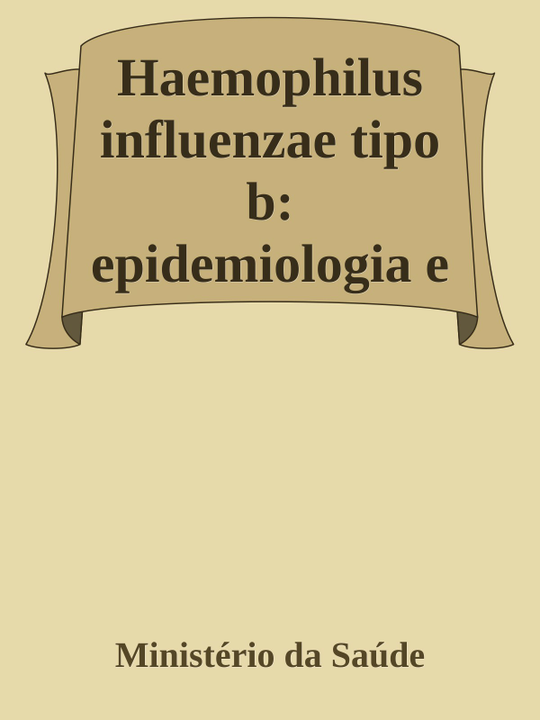 Haemophilus
influenzae tipo
b:
epidemiologia e
Ministério da Saúde